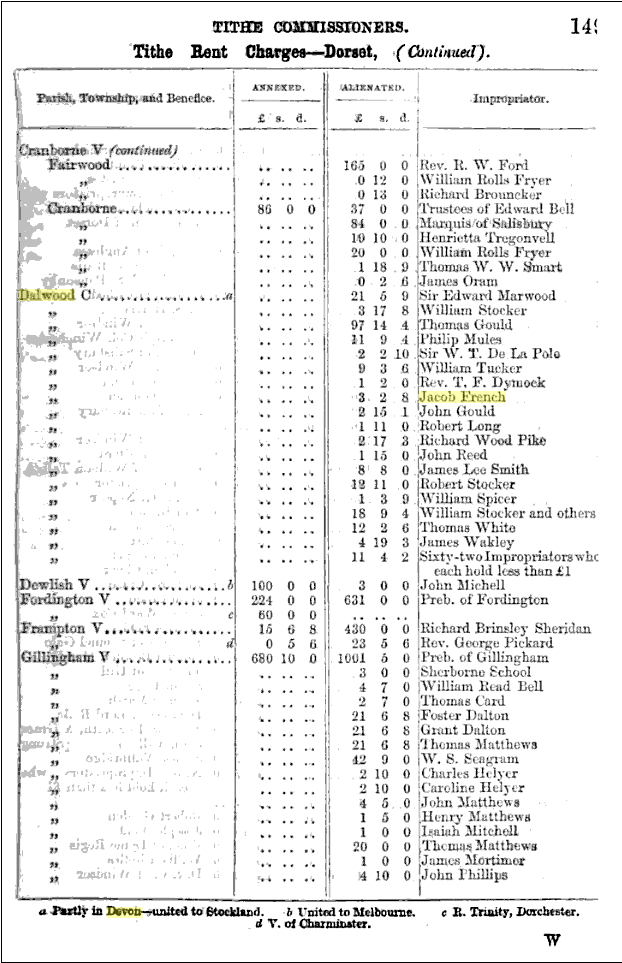 TITHE COMMISSIONERS. 149
Tithe Rent Charges—Dorset, (Continued).
Parish, Township, and Benefice. ANNEXED. ALIENATED. Impropriator.
£ s. d. £ s. d.
Cranborne V (continued)
Fairwood .. .. .. 165 0 0 Rev. R. W. Ford
„ .. .. .. 0 12 0 William Rolls Fryer
„ .. .. .. 0 13 0 Richard Brouncker
Cranborne 86 0 0 37 0 0 Trustees of Edward Bell
„ .. .. .. 84 0 0 Marquis of Salisbury
„ .. .. .. 10 10 0 Henrietta Tregonvell
„ .. .. .. 20 0 0 William Rolls Fryer
„ .. .. .. 1 18 9 Thomas W. W. Smart
„ .. .. .. 0 2 6 James Oram
Dalwood C a .. .. .. 21 5 9 Sir Edward Marwood
„ .. .. .. 3 17 8 William Stocker
„ .. .. .. 97 14 4 Thomas Gould
„ .. .. .. 11 9 4 Philip Mules
„ .. .. .. 2 2 10 Sir W. T. De La Pole
„ .. .. .. 9 3 6 William Tucker
„ .. .. .. 1 2 0 Rev. T. F. Dymock
„ .. .. .. 3 2 8 Jacob French
„ .. .. .. 2 15 1 John Gould
„ .. .. .. 1 11 0 Robert Long
„ .. .. .. 2 17 3 Richard Wood Pike
„ .. .. .. 1 15 0 John Reed
„ .. .. .. 8 8 0 James Lee Smith
„ .. .. .. 12 11 0 Robert Stocker
„ .. .. .. 1 3 9 William Spicer
„ .. .. .. 18 9 4 William Stocker and others
„ .. .. .. 12 2 6 Thomas White
„ .. .. .. 4 19 3 James Wakley
„ .. .. .. 11 4 2 Sixty-two Impropriators who
each hold less than £1
Dewlish V b 100 0 0 3 0 0 John Michell
Fordington V 224 0 0 631 0 0 Preb. of Fordington
„ c 60 0 0 .. .. ..
Frampton V 15 6 8 430 0 0 Richard Brinsley Sheridan
„ d 0 5 6 23 5 6 Rev. George Pickard
Gillingham V 680 10 0 1001 5 0 Preb. of Gillingham
„ .. .. .. 3 0 0 Sherborne School
„ .. .. .. 4 7 0 William Read Bell
„ .. .. .. 2 7 0 Thomas Card
„ .. .. .. 21 6 8 Foster Dalton
„ .. .. .. 21 6 8 Grant Dalton
„ .. .. .. 21 6 8 Thomas Matthews
„ .. .. .. 42 9 0 W. S. Seagram
„ .. .. .. 2 10 0 Charles Helyer
„ .. .. .. 2 10 0 Caroline Helyer
„ .. .. .. 4 5 0 John Matthews
„ .. .. .. 1 5 0 Henry Matthews
„ .. .. .. 1 0 0 Isaiah Mitchell
„ .. .. .. 20 0 0 Thomas Matthews
„ .. .. .. 1 0 0 James Mortimer
„ .. .. .. 4 10 0 John Phillips
a Partly in Devon—united to Stockland. b United to Melbourne. c R. Trinity, Dorchester.
d V. of Charminster.
W